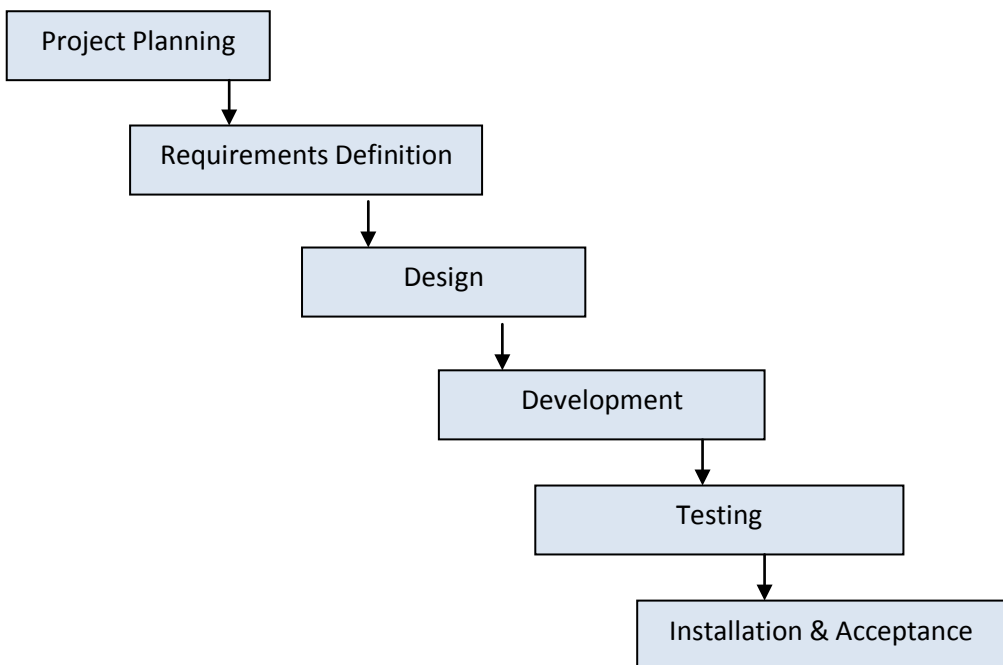 Project Planning
Requirements Definition
Design
Development
Testing
Installation & Acceptance